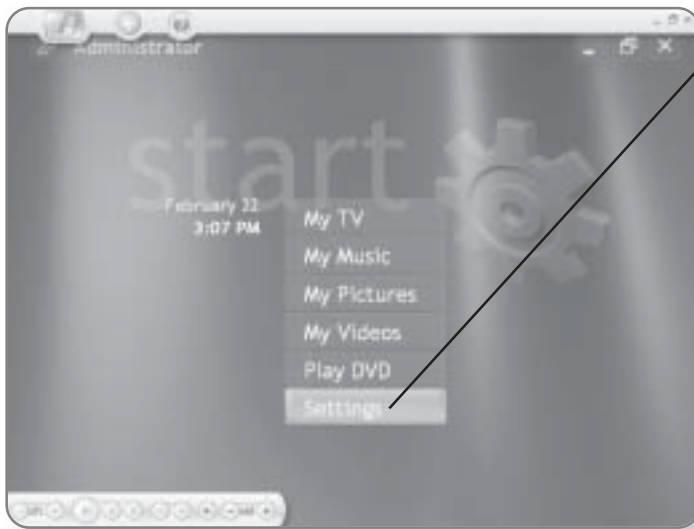 Administrator
start
February 22
3:07 PM
My TV
My Music
My Pictures
My Videos
Play DVD
Settings